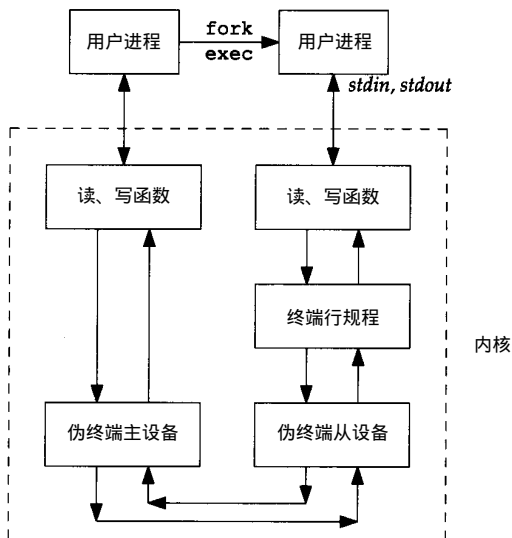 用户进程
fork
exec
用户进程
stdin, stdout
读、写函数
读、写函数
终端行规程
内核
伪终端主设备
伪终端从设备